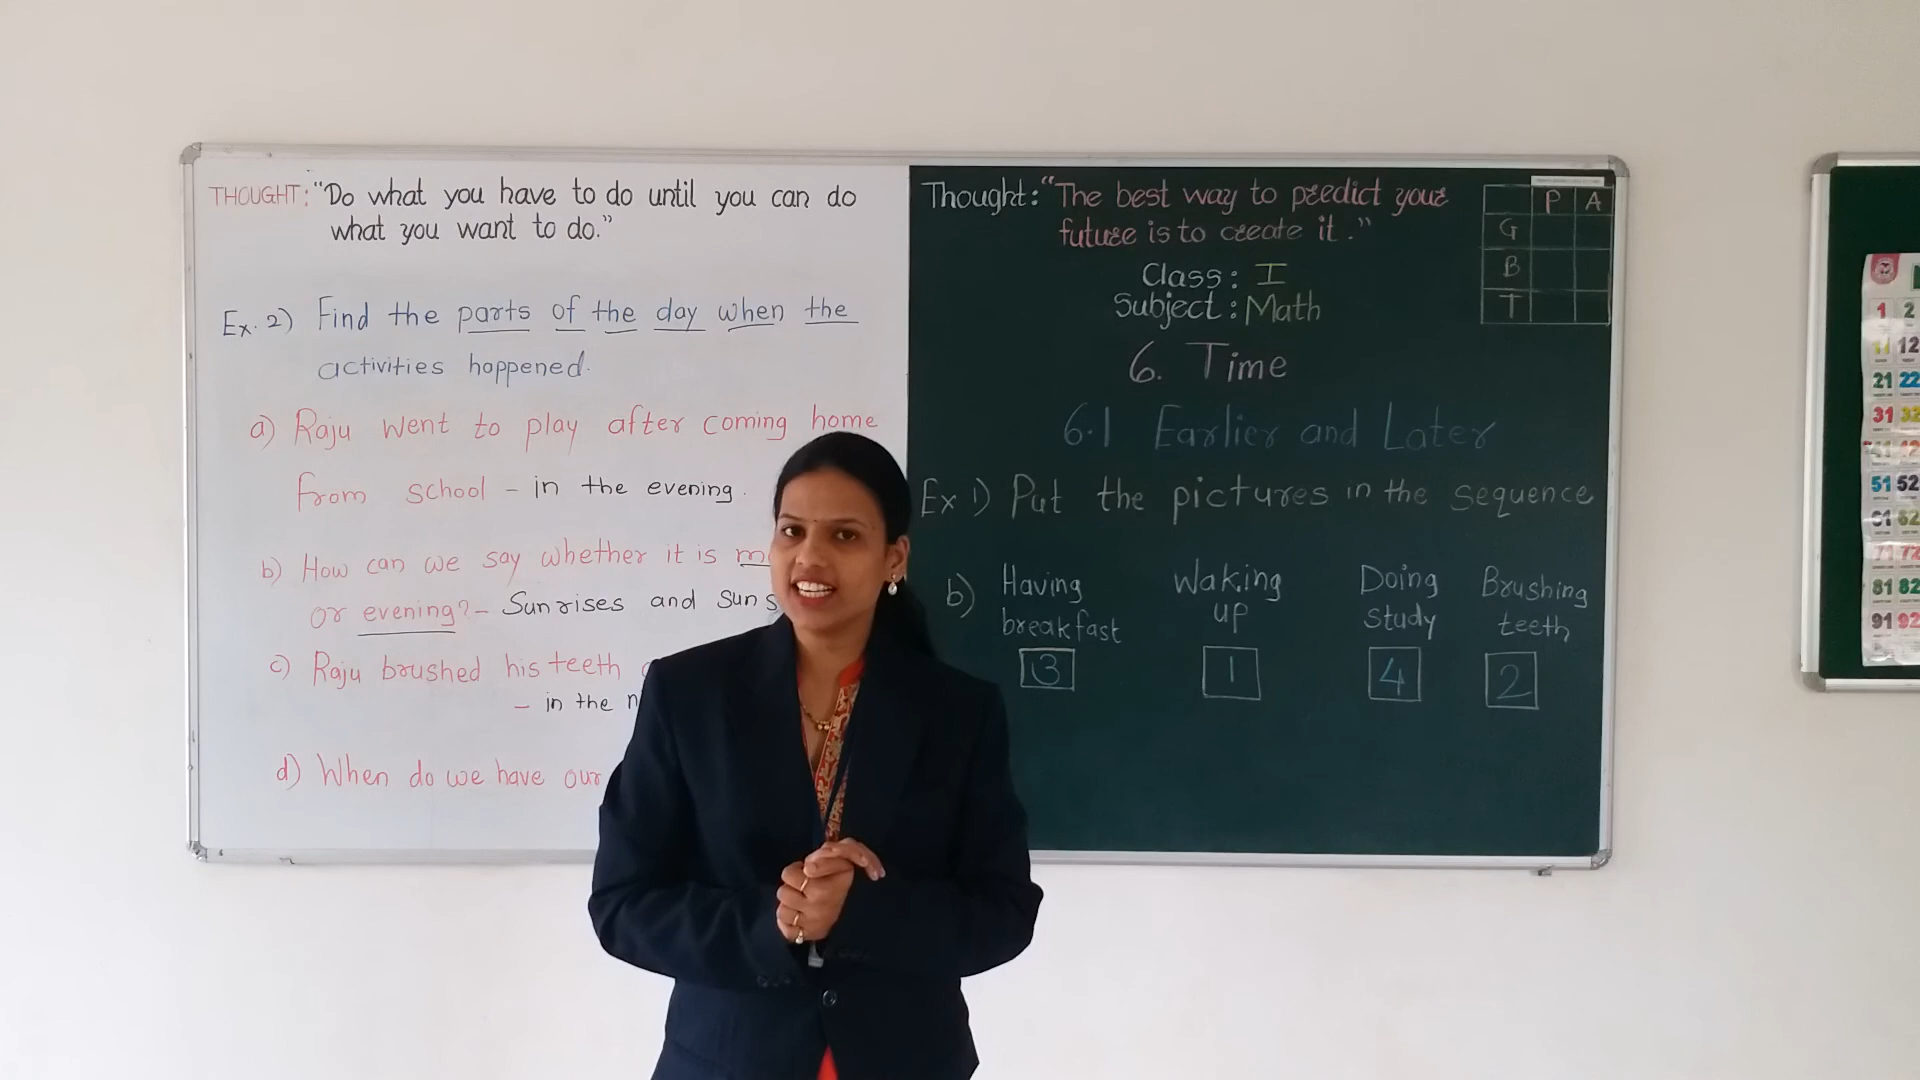 THOUGHT: "Do what you have to do until you can do
what you want to do."
Ex. 2) Find the parts of the day when the
activities happened.
a) Raju went to play after coming home
from school - in the evening.
b) How can we say whether it is
or evening? - Sunrises and
c) Raju brushed his teeth
- in the
d) When do we have our
Thought: "The best way to predict your
future is to create it."
Class: I
Subject: Math
6. Time
6.1 Earlier and Later
Ex 1) Put the pictures in the sequence
b) Having breakfast
3
Waking up
1
Doing study
4
Brushing teeth
2
P A
G
B
T
1 2
12
21 22
31 32
51 52
61 62
71 72
81 82
91 92